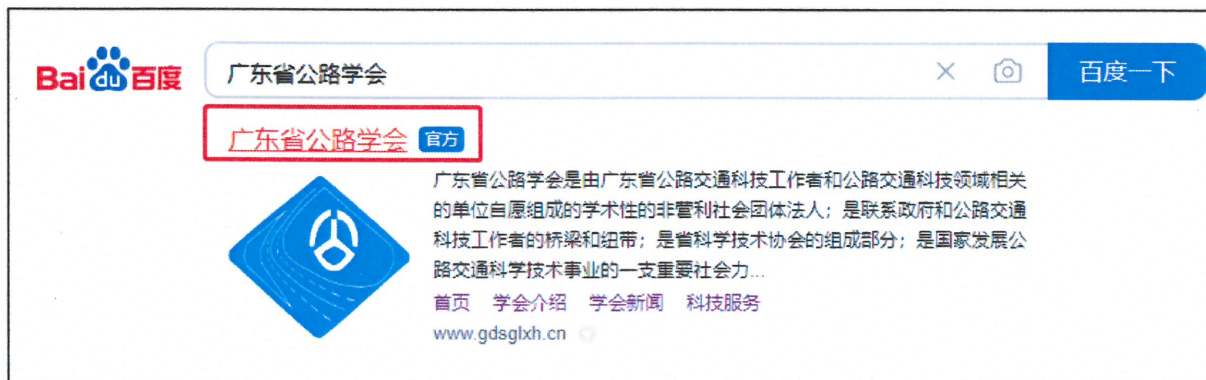 Bai du 百度
广东省公路学会
百度一下
广东省公路学会 官方
广东省公路学会是由广东省公路交通科技工作者和公路交通科技领域相关
的单位自愿组成的学术性的非营利社会团体法人；是联系政府和公路交通
科技工作者的桥梁和纽带；是省科学技术协会的组成部分；是国家发展公
路交通科学技术事业的一支重要社会力...
首页 学会介绍 学会新闻 科技服务
www.gdsglxh.cn